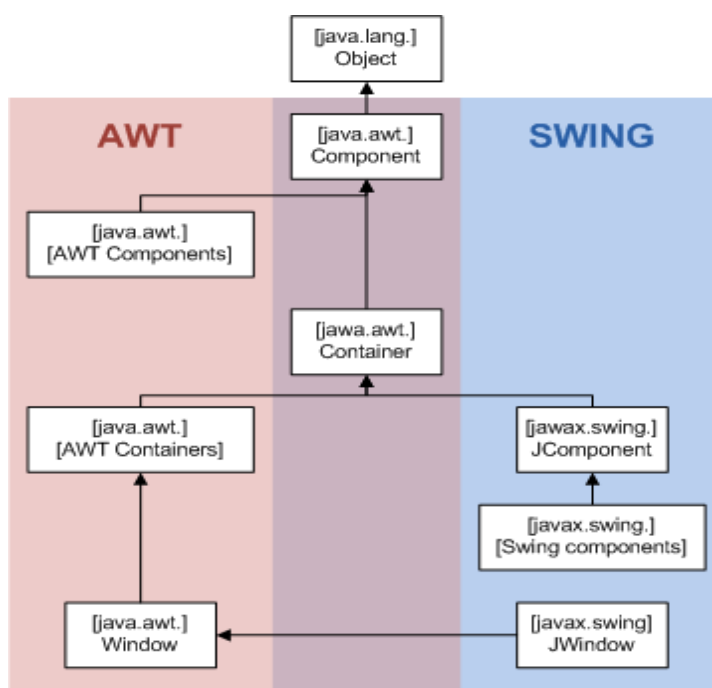 [java.lang.]
Object
AWT
[java.awt.]
Component
SWING
[java.awt.]
[AWT Components]
[jawa.awt.]
Container
[java.awt.]
[AWT Containers]
[jawax.swing.]
JComponent
[javax.swing.]
[Swing components]
[java.awt.]
Window
[javax.swing]
JWindow